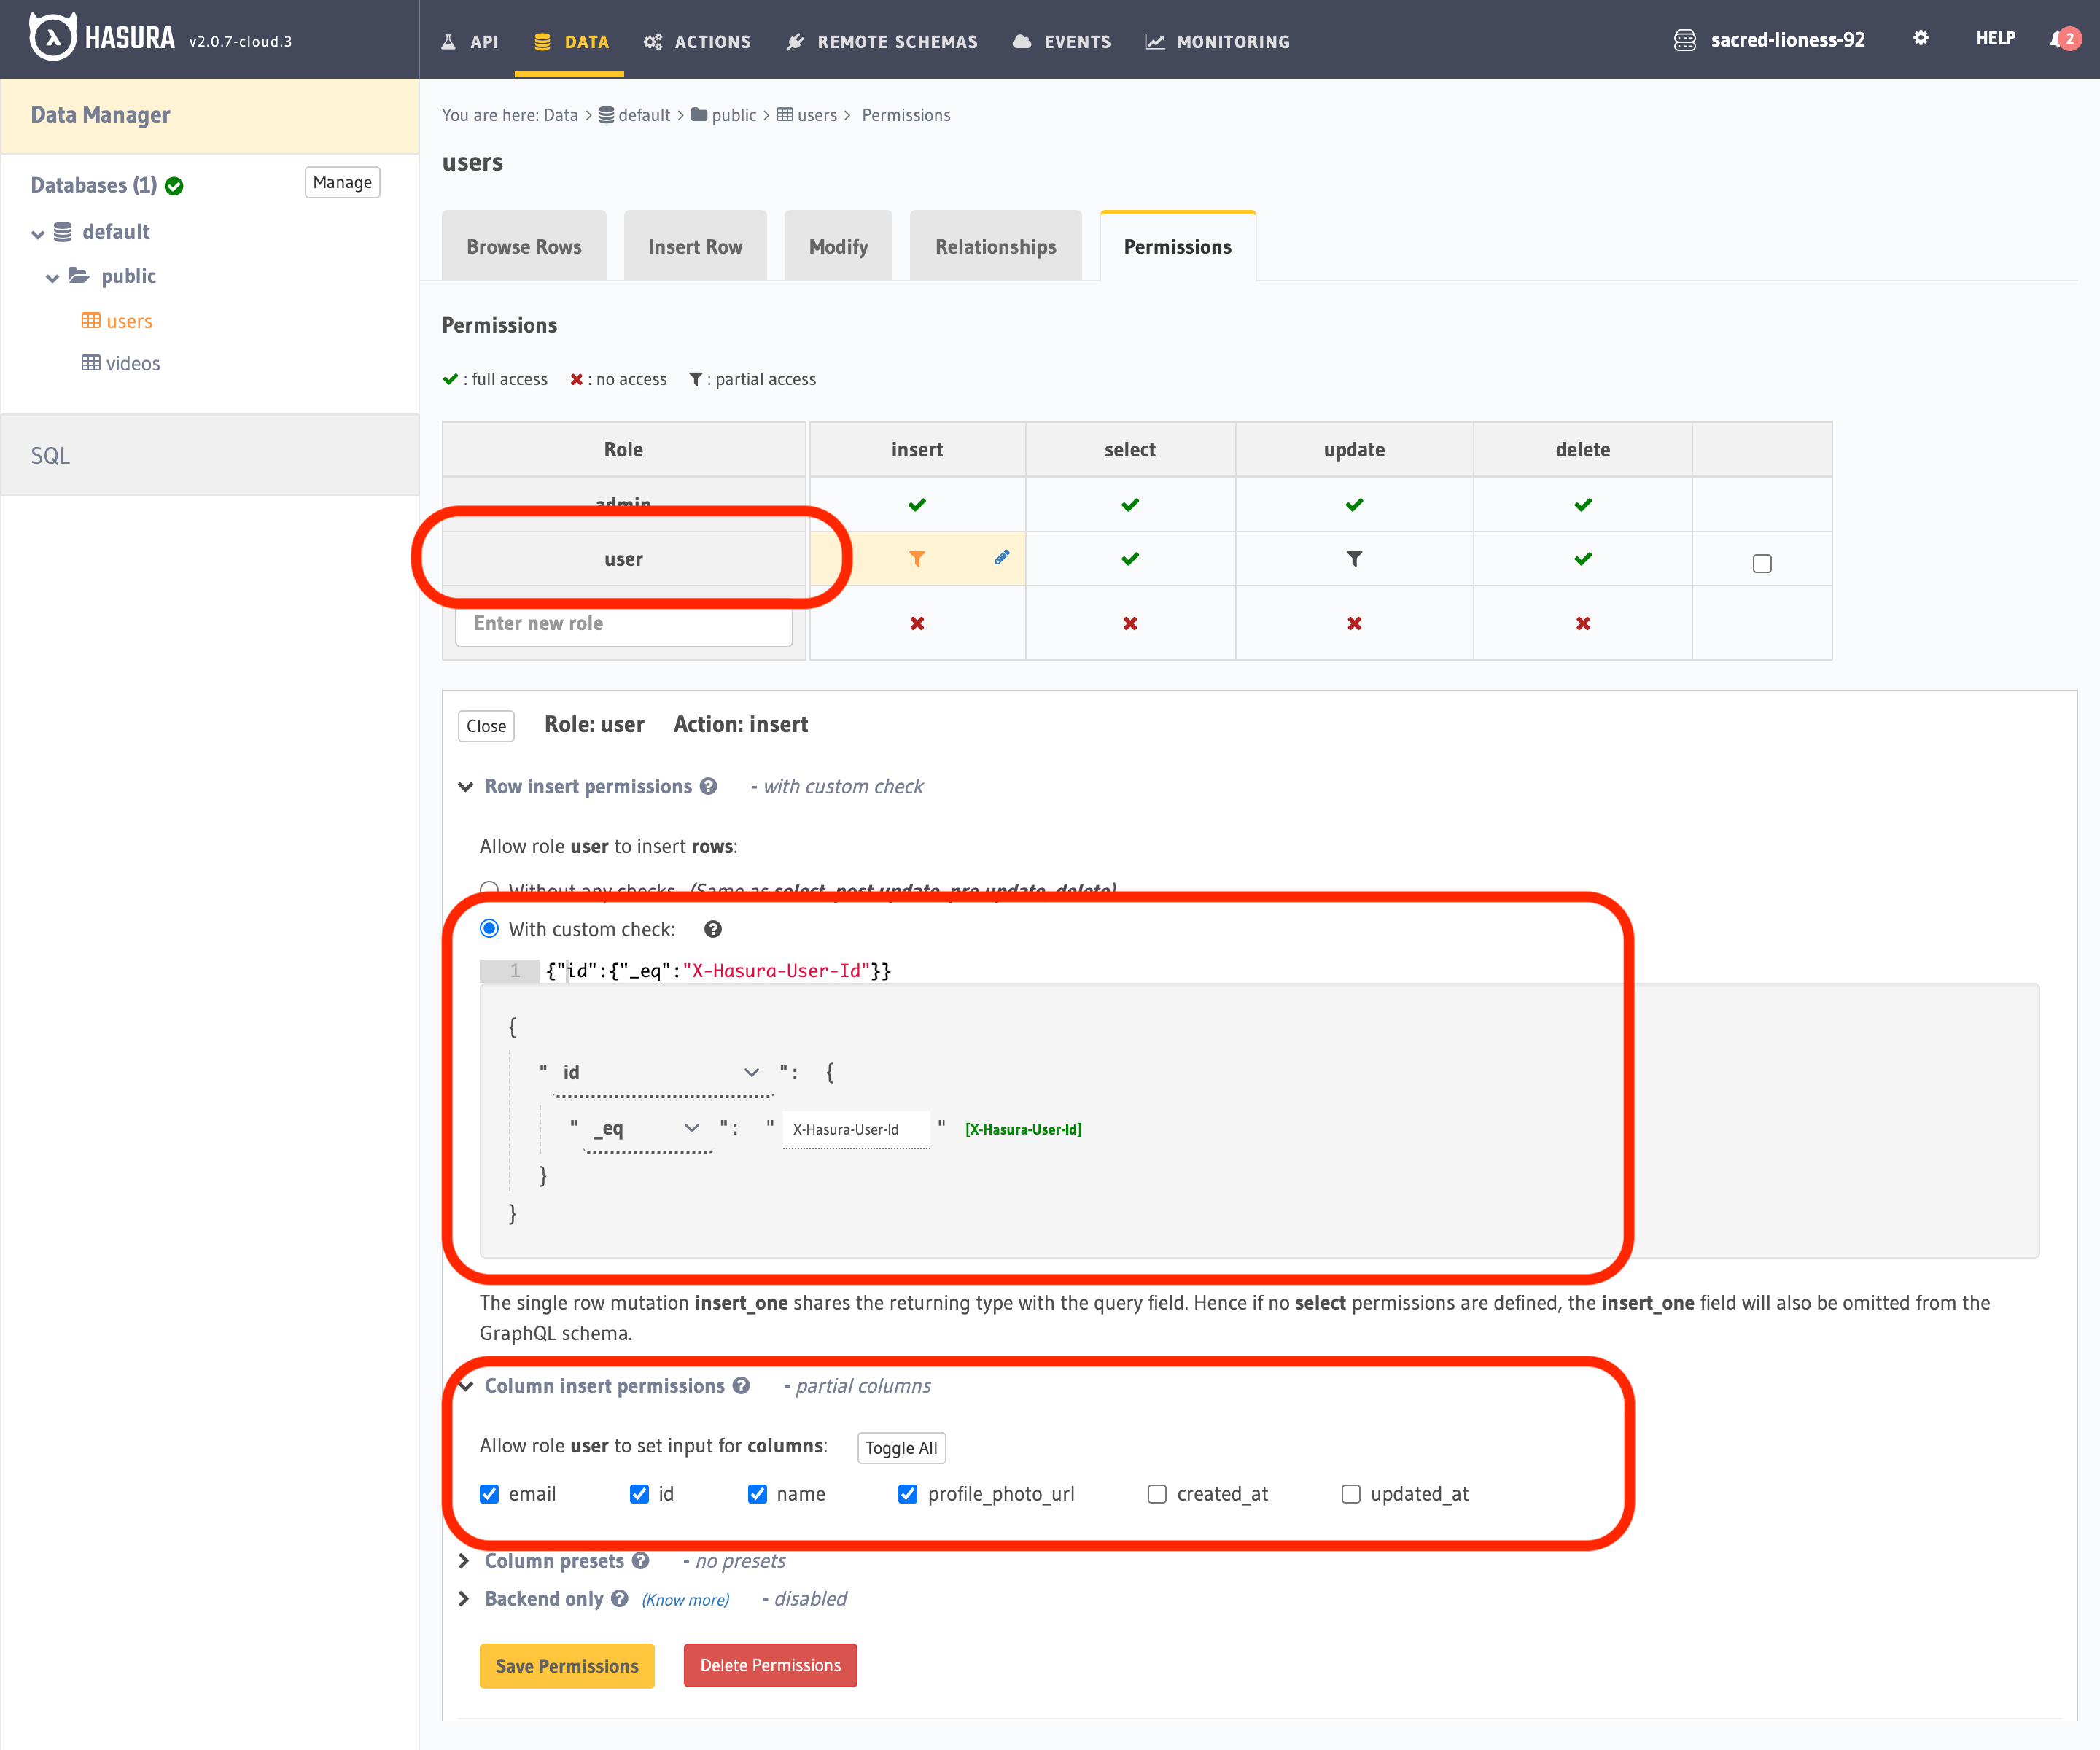 HASURA v2.0.7-cloud.3
API DATA ACTIONS REMOTE SCHEMAS EVENTS MONITORING sacred-lioness-92 HELP 2
Data Manager
Databases (1) Manage
default
public
users
videos
SQL
You are here: Data > default > public > users > Permissions
users
Browse Rows Insert Row Modify Relationships Permissions
Permissions
: full access : no access : partial access
Role insert select update delete
admin
user
Enter new role
Close Role: user Action: insert
Row insert permissions - with custom check
Allow role user to insert rows:
Without any checks (Same as select, post update, pre update, delete)
With custom check:
1 {"id":{"_eq":"X-Hasura-User-Id"}}
{
" id ": {
" _eq ": " X-Hasura-User-Id " [X-Hasura-User-Id]
}
}
The single row mutation insert_one shares the returning type with the query field. Hence if no select permissions are defined, the insert_one field will also be omitted from the
GraphQL schema.
Column insert permissions - partial columns
Allow role user to set input for columns: Toggle All
email id name profile_photo_url created_at updated_at
Column presets - no presets
Backend only (Know more) - disabled
Save Permissions Delete Permissions